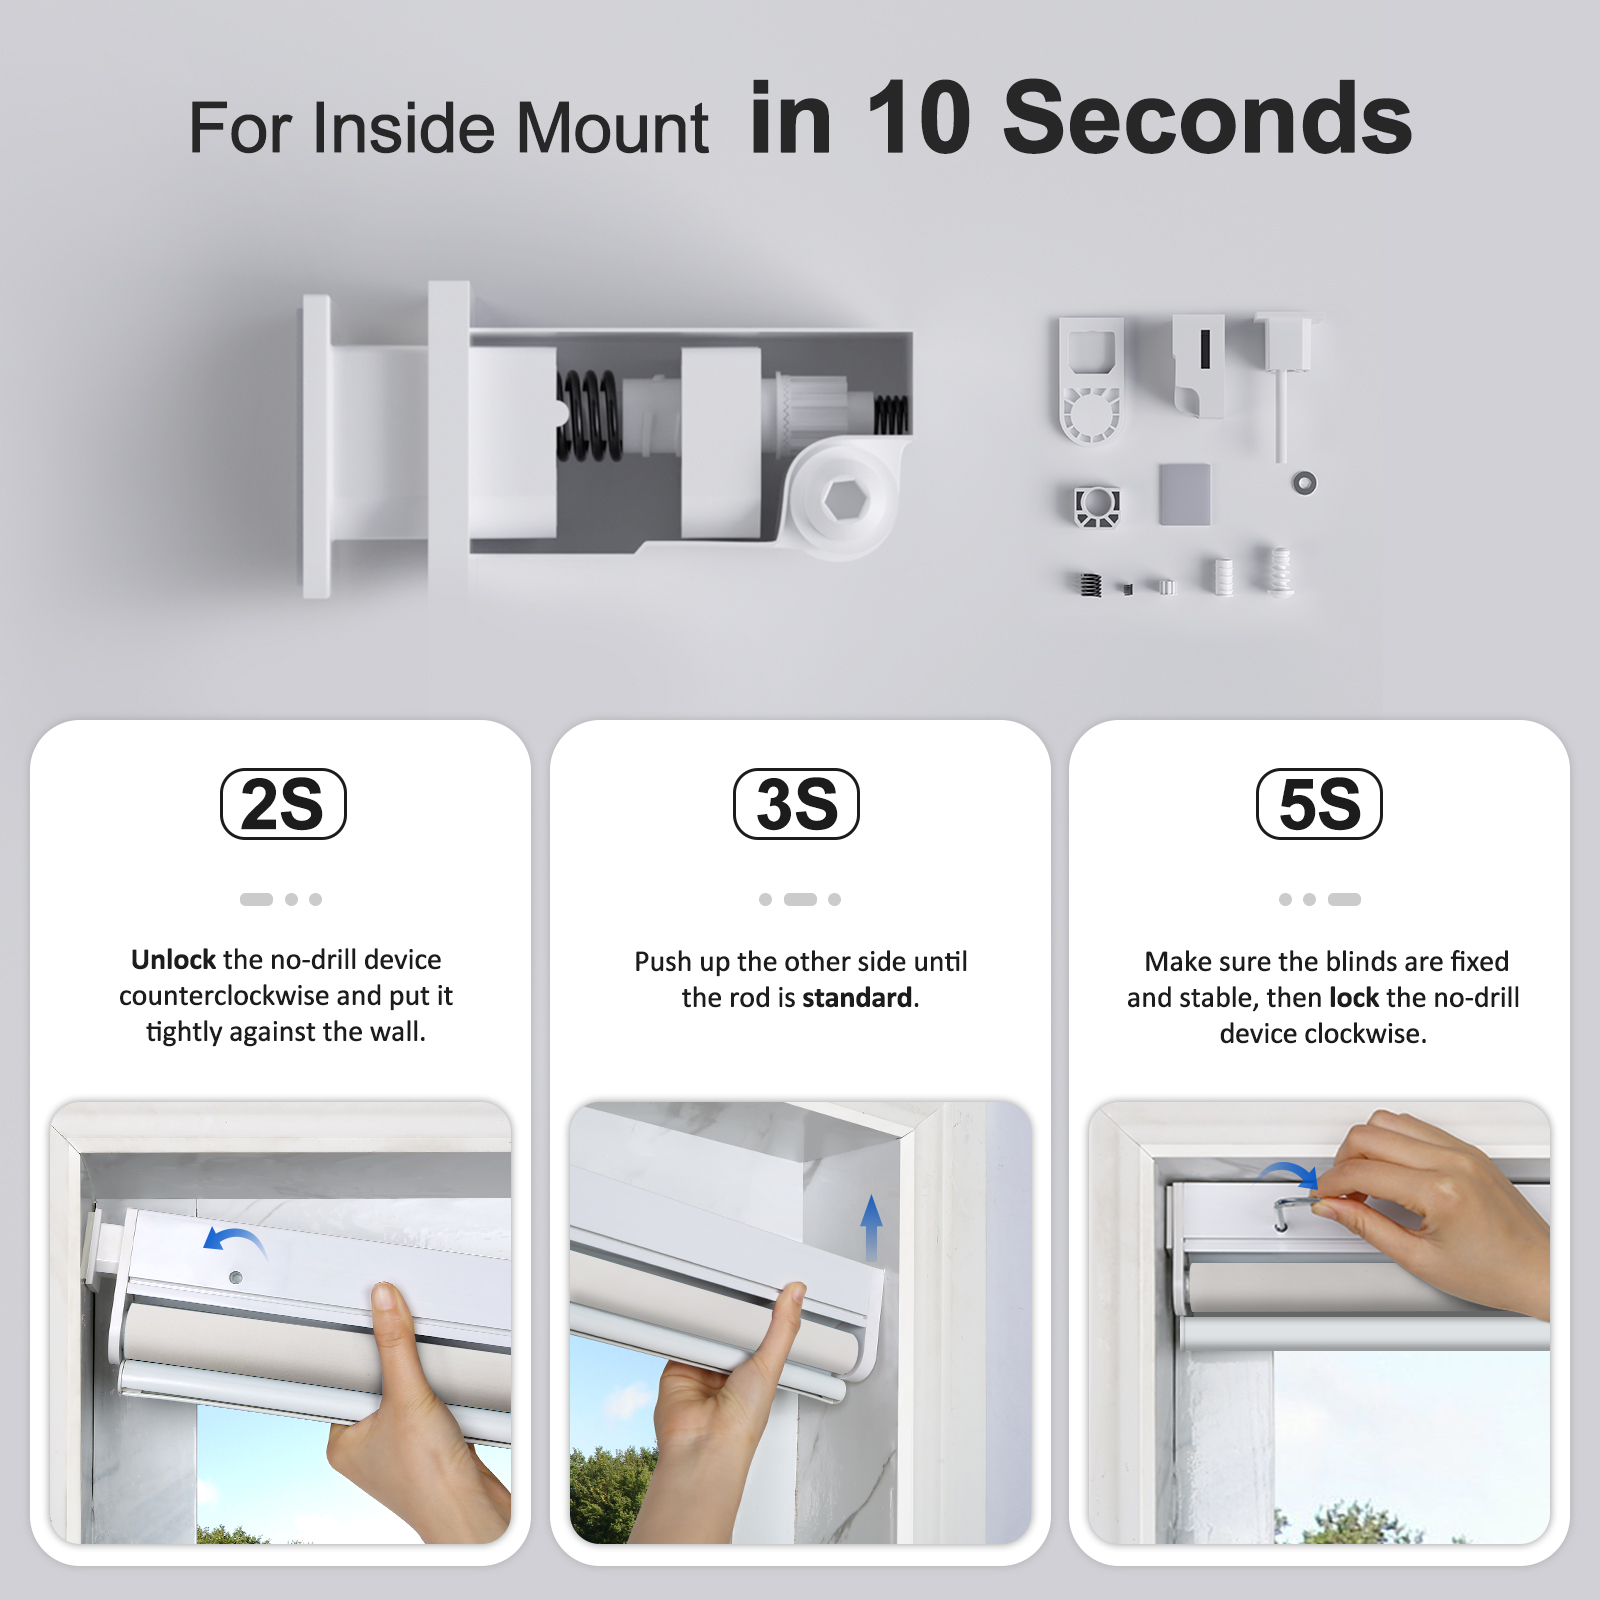 For Inside Mount in 10 Seconds
2S
Unlock the no-drill device
counterclockwise and put it
tightly against the wall.
3S
Push up the other side until
the rod is standard.
5S
Make sure the blinds are fixed
and stable, then lock the no-drill
device clockwise.